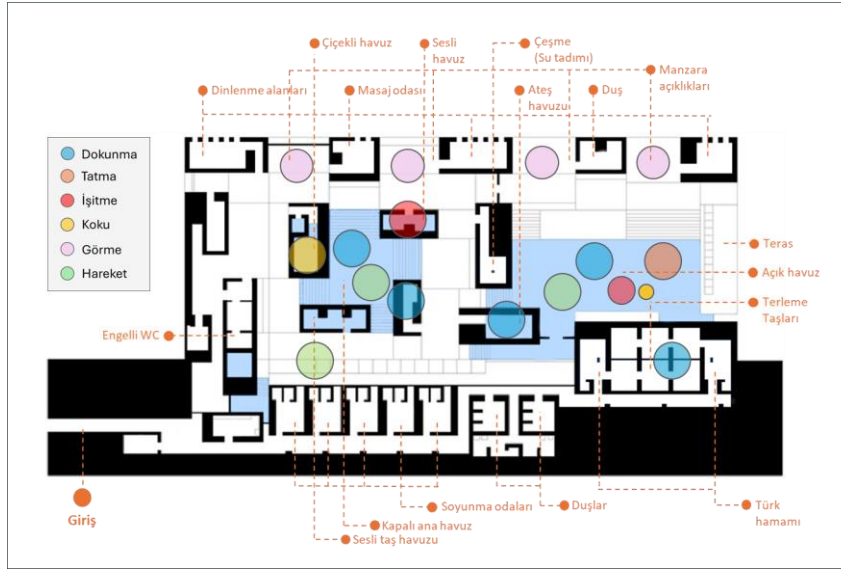 Çiçekli havuz
Sesli
havuz
Çeşme
(Su tadımı)
Manzara
açıklıkları
Dinlenme alanları
Masaj odası
Ateş
havuzu
Duş
Dokunma
Tatma
İşitme
Koku
Görme
Hareket
Teras
Açık havuz
Terleme
Taşları
Engelli WC
Giriş
Soyunma odaları
Duşlar
Türk
hamamı
Kapalı ana havuz
Sesli taş havuzu